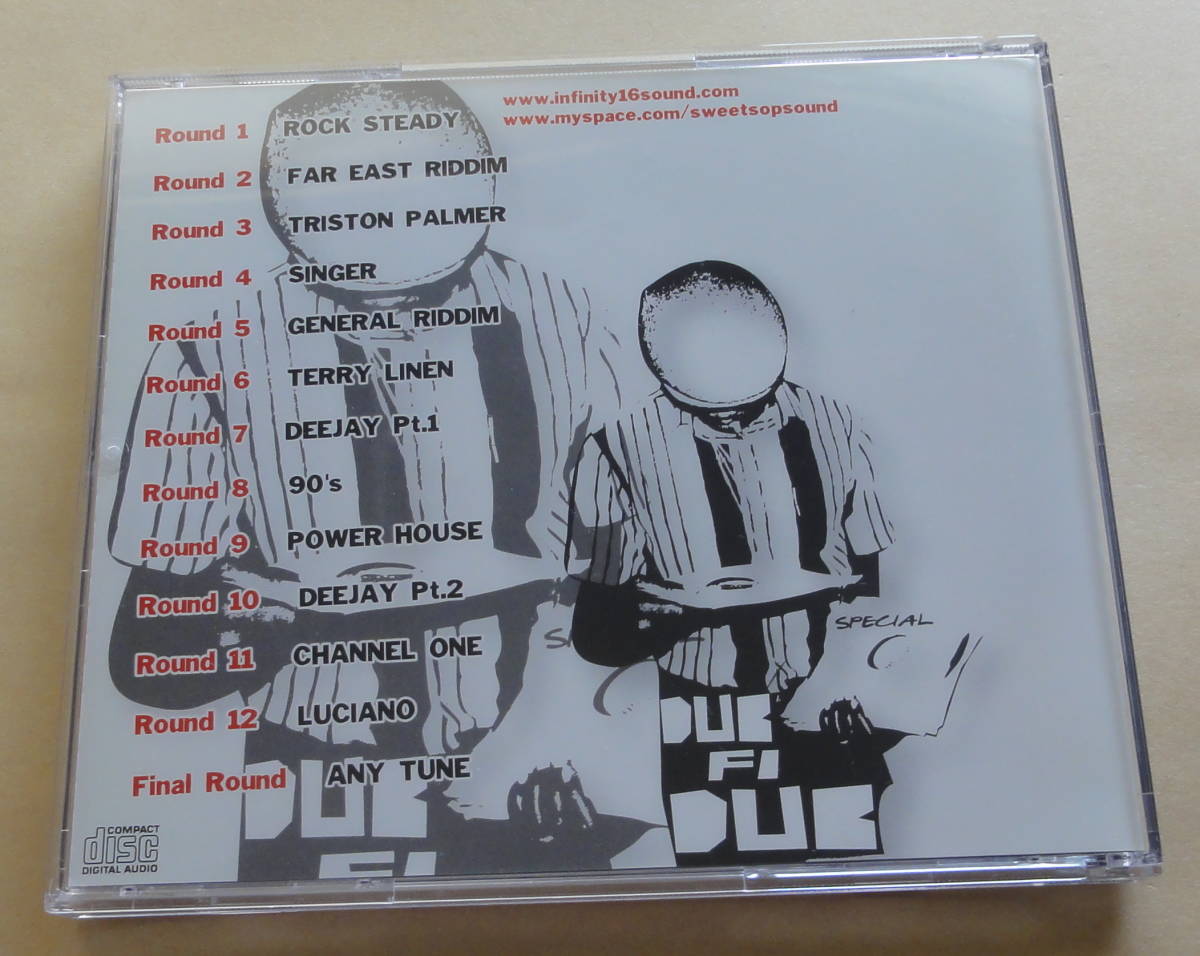 www.infinity16sound.com
www.myspace.com/sweetsopsound
Round 1 ROCK STEADY
Round 2 FAR EAST RIDDIM
Round 3 TRISTON PALMER
Round 4 SINGER
Round 5 GENERAL RIDDIM
Round 6 TERRY LINEN
Round 7 DEEJAY Pt.1
Round 8 90's
Round 9 POWER HOUSE
Round 10 DEEJAY Pt.2
Round 11 CHANNEL ONE
Round 12 LUCIANO
Final Round ANY TUNE
SPECIAL
DUB
FI
DUB
DUB
FI
COMPACT
disc
DIGITAL AUDIO